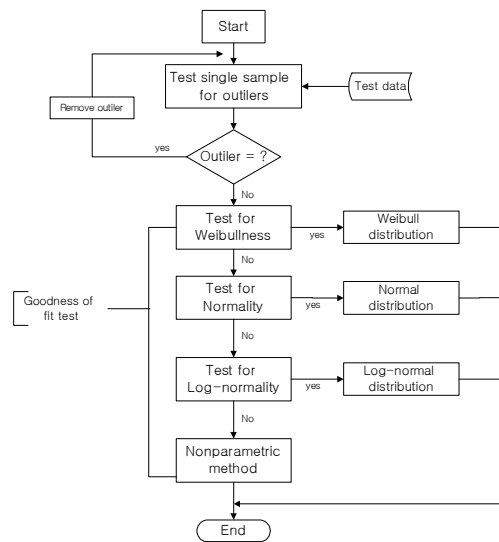 Start
Test single sample
for outilers
Test data
Remove outiler
yes
Outiler = ?
No
Test for
Weibullness
yes
Weibull
distribution
No
Goodness of
fit test
Test for
Normality
yes
Normal
distribution
No
Test for
Log-normality
yes
Log-normal
distribution
No
Nonparametric
method
End